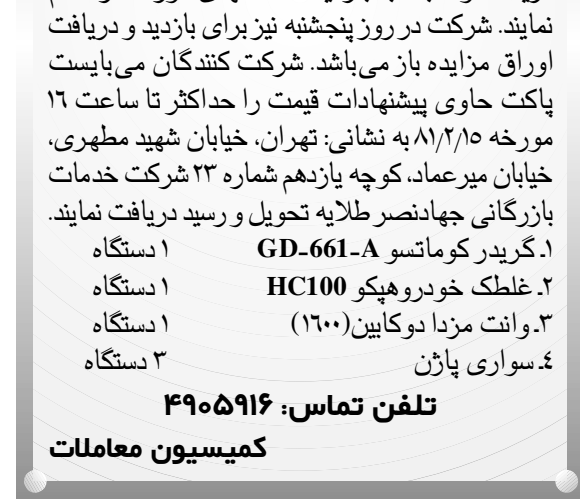 نمایند. شرکت در روز پنجشنبه نیز برای بازدید و دریافت
اوراق مزایده باز می‌باشد. شرکت کنندگان می‌بایست
پاکت حاوی پیشنهادات قیمت را حداکثر تا ساعت ۱۶
مورخه ۸۱/۲/۱۵ به نشانی: تهران، خیابان شهید مطهری،
خیابان میرعماد، کوچه یازدهم شماره ۲۳ شرکت خدمات
بازرگانی جهادنصر طلایه تحویل و رسید دریافت نمایند.
۱ـ گریدر کوماتسو GD-661-A ۱ دستگاه
۲ـ غلطک خودروهپکو HC100 ۱ دستگاه
۳ـ وانت مزدا دوکابین(۱۶۰۰) ۱ دستگاه
۴ـ سواری پاژن ۳ دستگاه
تلفن تماس: ۴۹۰۵۹۱۶
کمیسیون معاملات